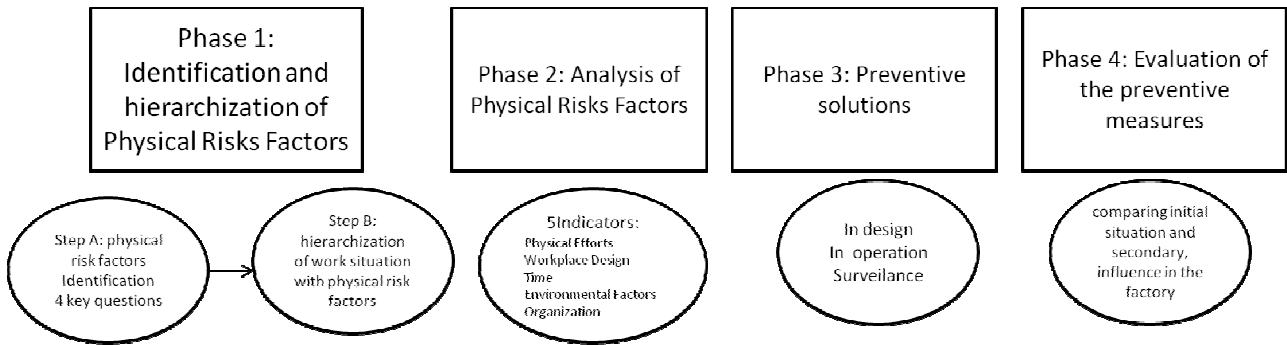 Phase 1:
Identification and
hierarchization of
Physical Risks Factors
Phase 2: Analysis of
Physical Risks Factors
Phase 3: Preventive
solutions
Phase 4: Evaluation of
the preventive
measures
Step A: physical
risk factors
Identification
4 key questions
Step B:
hierarchization
of work situation
with physical risk
factors
5Indicators:
Physical Efforts
Workplace Design
Time
Environmental Factors
Organization
In design
In operation
Surveilance
comparing initial
situation and
secondary,
influence in the
factory